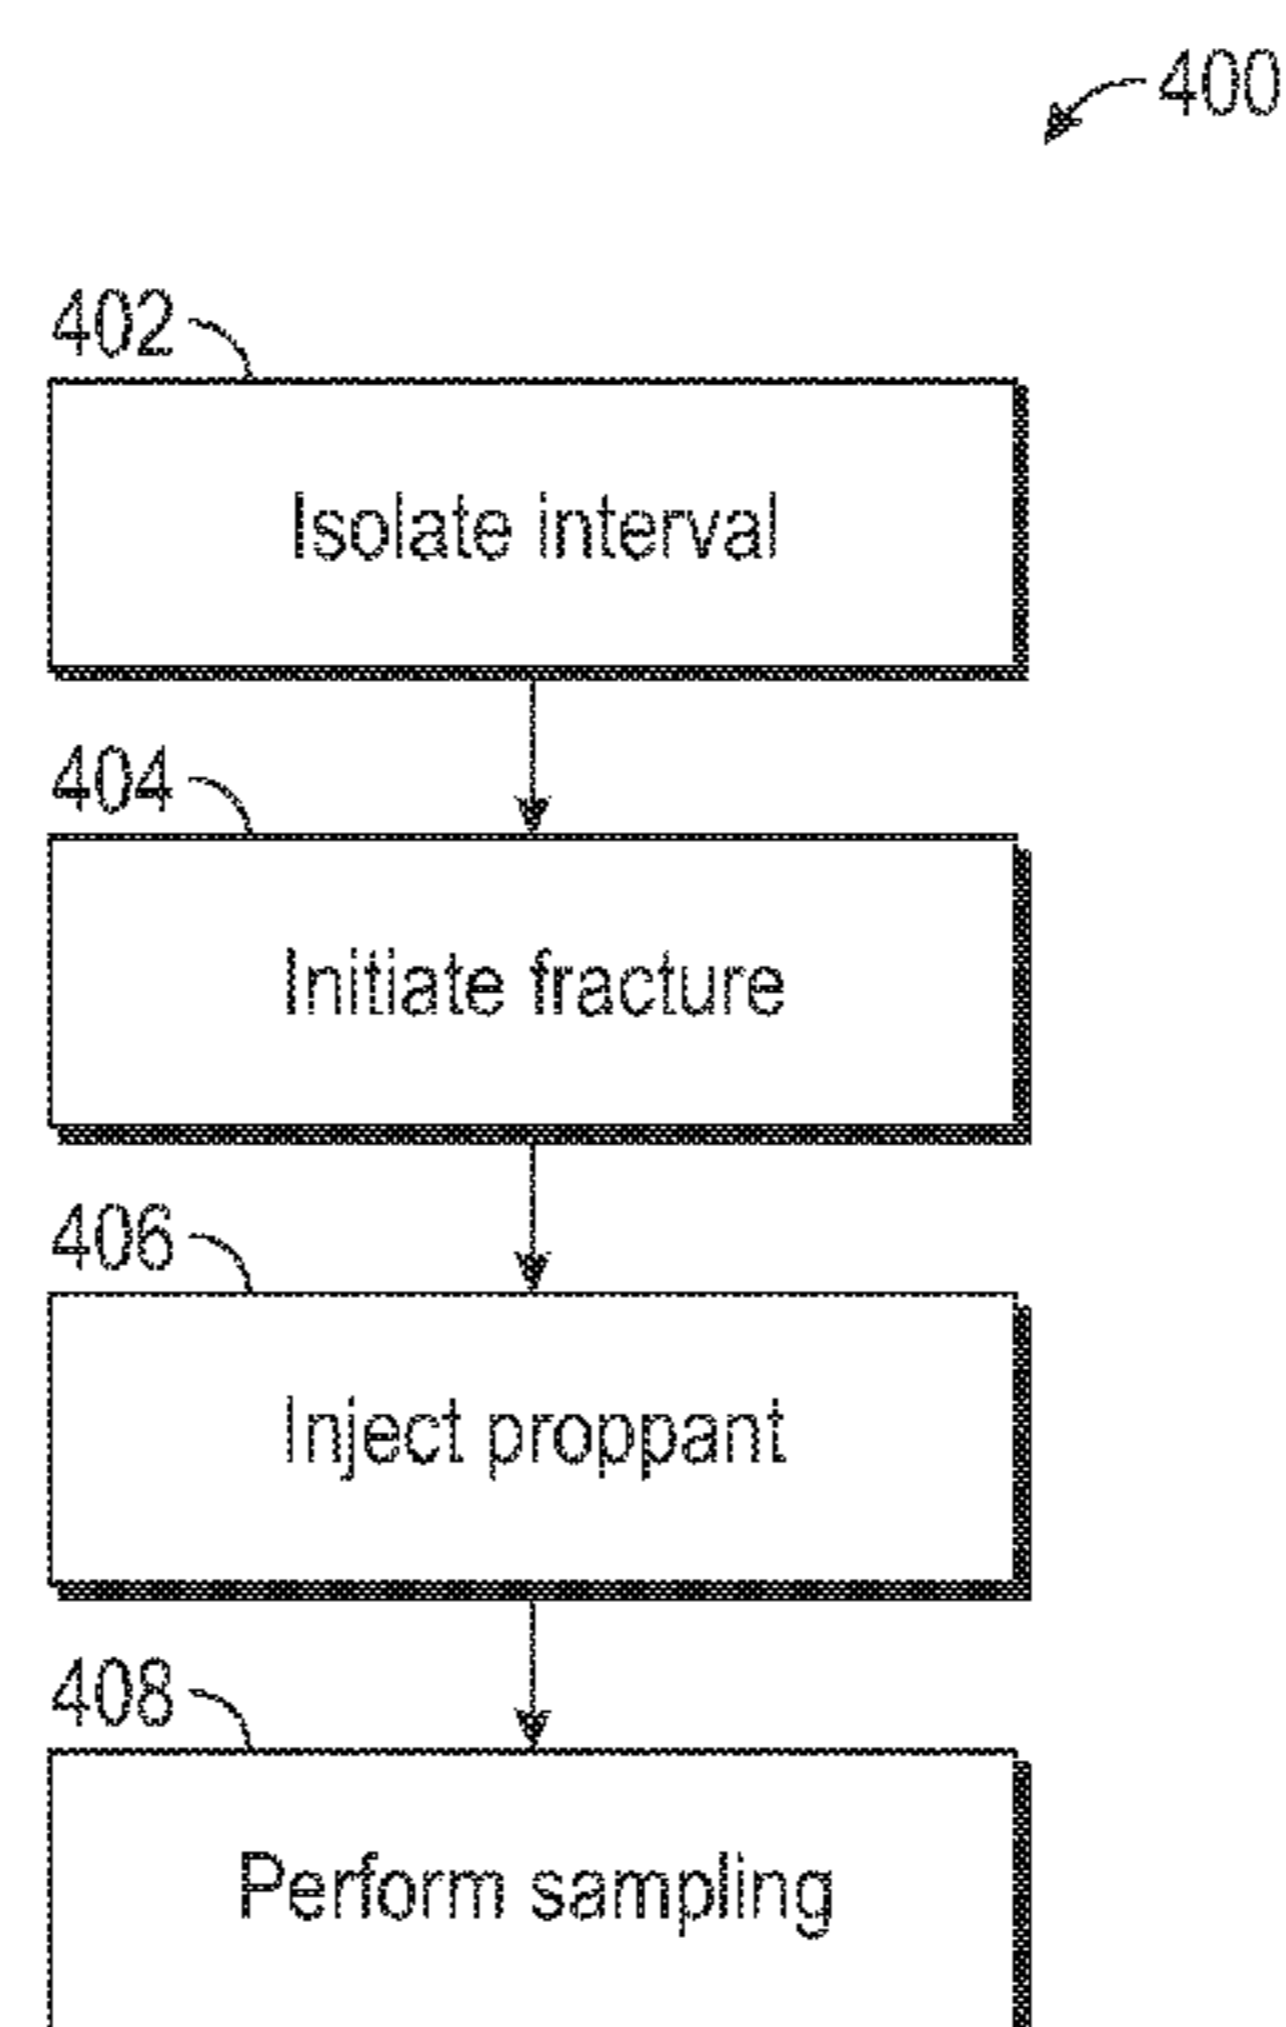 400
402
Isolate interval
404
Initiate fracture
406
Inject proppant
408
Perform sampling